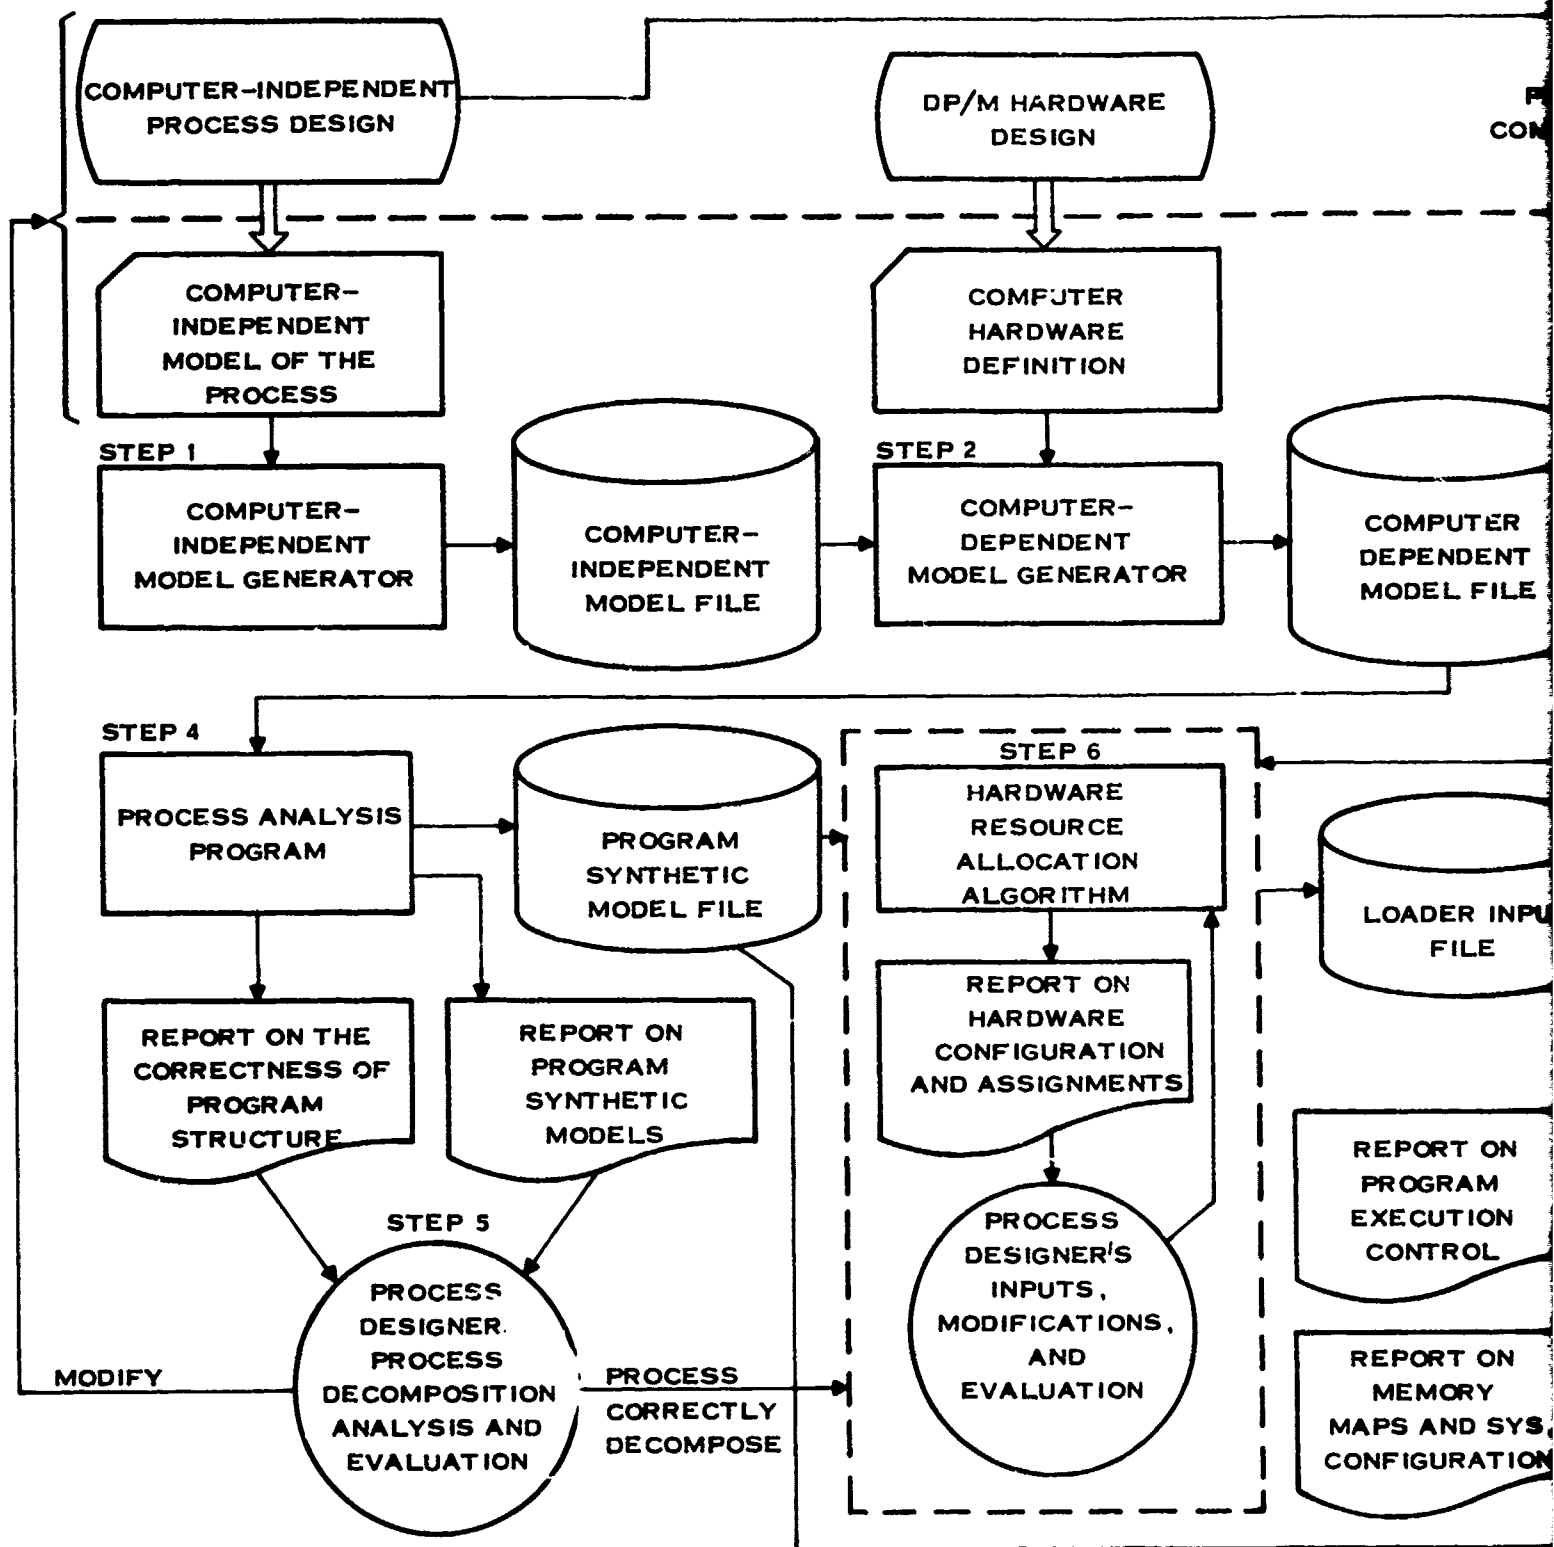 COMPUTER-INDEPENDENT
PROCESS DESIGN
DP/M HARDWARE
DESIGN
COMPUTER-
INDEPENDENT
MODEL OF THE
PROCESS
COMPUTER
HARDWARE
DEFINITION
STEP 1
COMPUTER-
INDEPENDENT
MODEL GENERATOR
COMPUTER-
INDEPENDENT
MODEL FILE
STEP 2
COMPUTER-
DEPENDENT
MODEL GENERATOR
COMPUTER
DEPENDENT
MODEL FILE
STEP 4
PROCESS ANALYSIS
PROGRAM
PROGRAM
SYNTHETIC
MODEL FILE
STEP 6
HARDWARE
RESOURCE
ALLOCATION
ALGORITHM
LOADER INPU
FILE
REPORT ON THE
CORRECTNESS OF
PROGRAM
STRUCTURE
REPORT ON
PROGRAM
SYNTHETIC
MODELS
REPORT ON
HARDWARE
CONFIGURATION
AND ASSIGNMENTS
REPORT ON
PROGRAM
EXECUTION
CONTROL
STEP 5
PROCESS
DESIGNER.
PROCESS
DECOMPOSITION
ANALYSIS AND
EVALUATION
MODIFY
PROCESS
CORRECTLY
DECOMPOSE
PROCESS
DESIGNER'S
INPUTS,
MODIFICATIONS,
AND
EVALUATION
REPORT ON
MEMORY
MAPS AND SYS.
CONFIGURATION